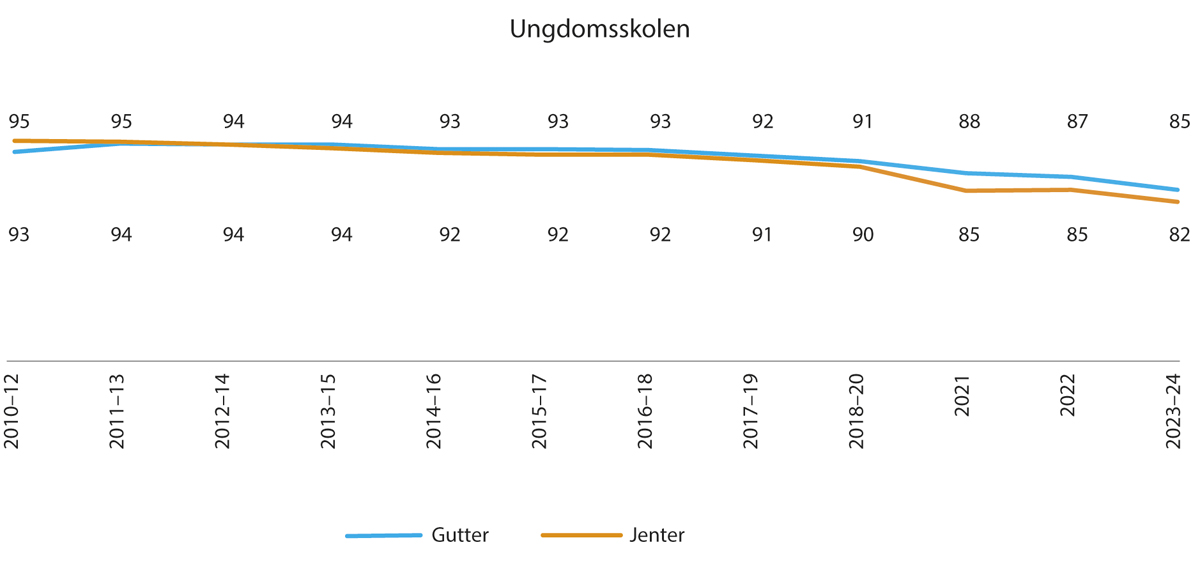 Ungdomsskolen
95 95 94 94 93 93 93 92 91 88 87 85
93 94 94 94 92 92 92 91 90 85 85 82
2010–12 2011–13 2012–14 2013–15 2014–16 2015–17 2016–18 2017–19 2018–20 2021 2022 2023–24
Gutter Jenter